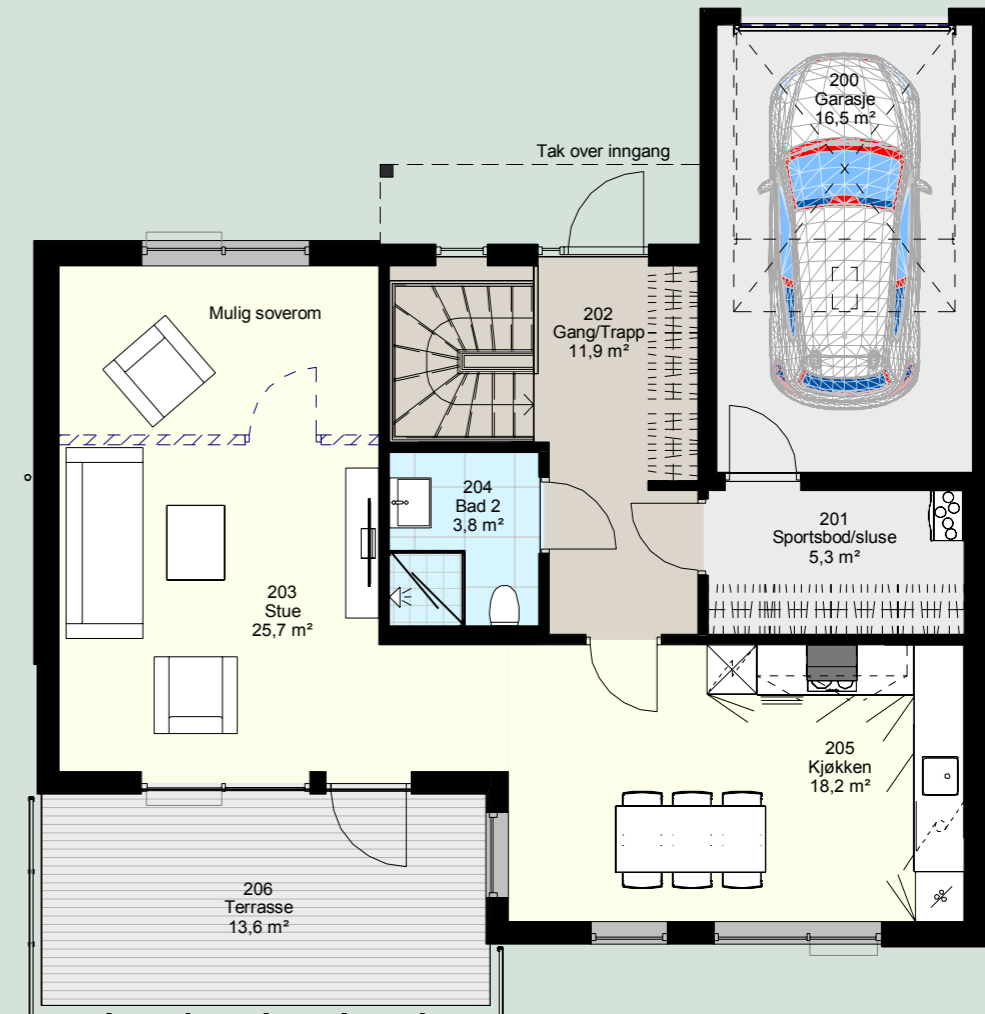 200
Garasje
16,5 m²
Tak over inngang
Mulig soverom
202
Gang/Trapp
11,9 m²
204
Bad 2
3,8 m²
201
Sportsbod/sluse
5,3 m²
203
Stue
25,7 m²
205
Kjøkken
18,2 m²
206
Terrasse
13,6 m²